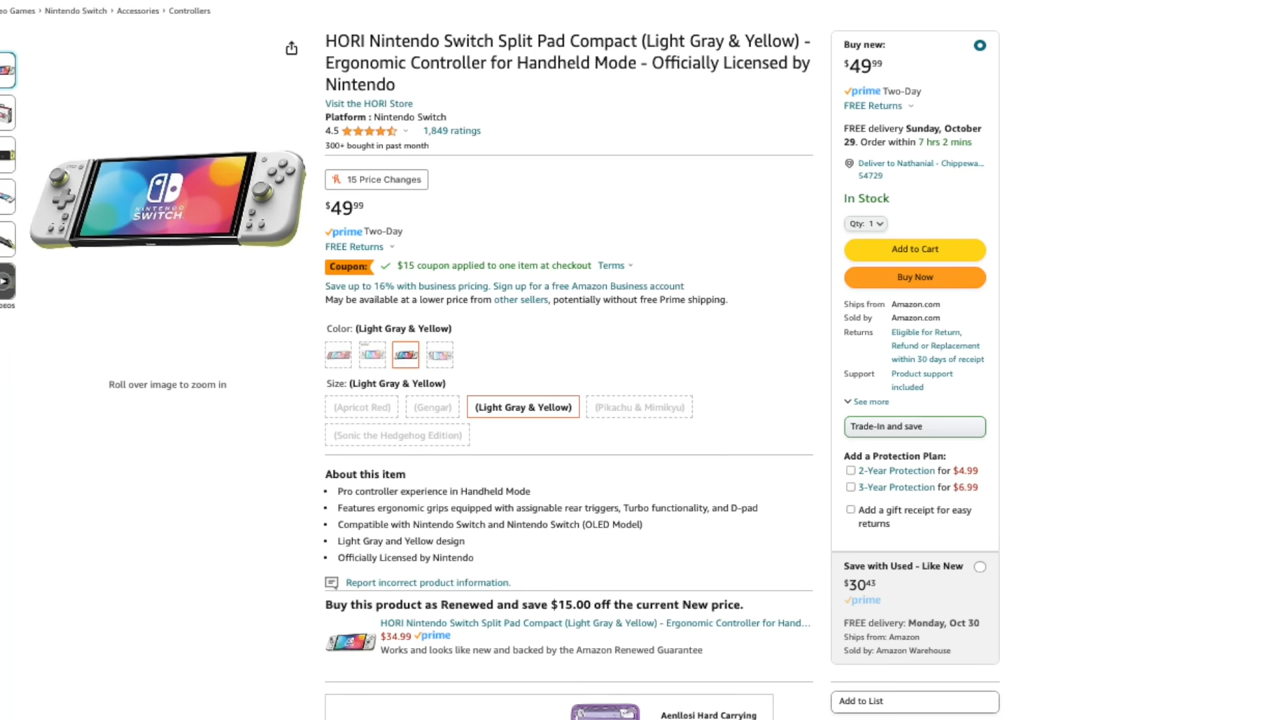 eo Games › Nintendo Switch › Accessories › Controllers
HORI Nintendo Switch Split Pad Compact (Light Gray & Yellow) -
Ergonomic Controller for Handheld Mode - Officially Licensed by
Nintendo
Visit the HORI Store
Platform : Nintendo Switch
4.5 1,849 ratings
300+ bought in past month
15 Price Changes
$4999
prime Two-Day
FREE Returns
Coupon: $15 coupon applied to one item at checkout Terms
Save up to 16% with business pricing. Sign up for a free Amazon Business account
May be available at a lower price from other sellers, potentially without free Prime shipping.
Color: (Light Gray & Yellow)
Size: (Light Gray & Yellow)
(Apricot Red) (Gengar) (Light Gray & Yellow) (Pikachu & Mimikyu)
(Sonic the Hedgehog Edition)
About this item
• Pro controller experience in Handheld Mode
• Features ergonomic grips equipped with assignable rear triggers, Turbo functionality, and D-pad
• Compatible with Nintendo Switch and Nintendo Switch (OLED Model)
• Light Gray and Yellow design
• Officially Licensed by Nintendo
Report incorrect product information.
Buy this product as Renewed and save $15.00 off the current New price.
HORI Nintendo Switch Split Pad Compact (Light Gray & Yellow) - Ergonomic Controller for Hand...
$34.99 prime
Works and looks like new and backed by the Amazon Renewed Guarantee
Aenllosi Hard Carrying
NINTENDO
SWITCH
Roll over image to zoom in
DEOS
Buy new:
$4999
prime Two-Day
FREE Returns
FREE delivery Sunday, October
29. Order within 7 hrs 2 mins
Deliver to Nathanial - Chippewa...
54729
In Stock
Qty: 1
Add to Cart
Buy Now
Ships from Amazon.com
Sold by Amazon.com
Returns Eligible for Return,
Refund or Replacement
within 30 days of receipt
Support Product support
included
See more
Trade-In and save
Add a Protection Plan:
2-Year Protection for $4.99
3-Year Protection for $6.99
Add a gift receipt for easy
returns
Save with Used - Like New
$3043
prime
FREE delivery: Monday, Oct 30
Ships from: Amazon
Sold by: Amazon Warehouse
Add to List